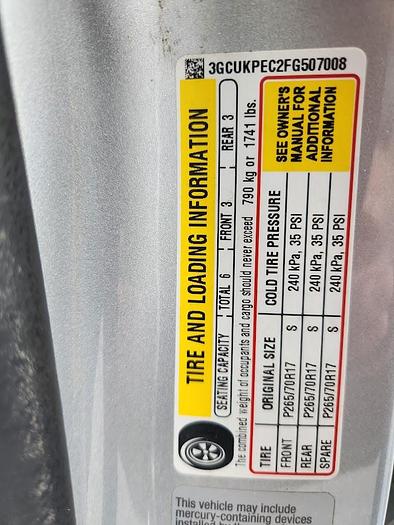 3GCUKPEC2FG507008
TIRE AND LOADING INFORMATION
SEATING CAPACITY TOTAL 6 FRONT 3 REAR 3
The combined weight of occupants and cargo should never exceed 790 kg or 1741 lbs.
TIRE ORIGINAL SIZE COLD TIRE PRESSURE
FRONT P265/70R17 S 240 kPa, 35 PSI
REAR P265/70R17 S 240 kPa, 35 PSI
SPARE P265/70R17 S 240 kPa, 35 PSI
SEE OWNER'S
MANUAL FOR
ADDITIONAL
INFORMATION
This vehicle may include
mercury-containing devices
installed by